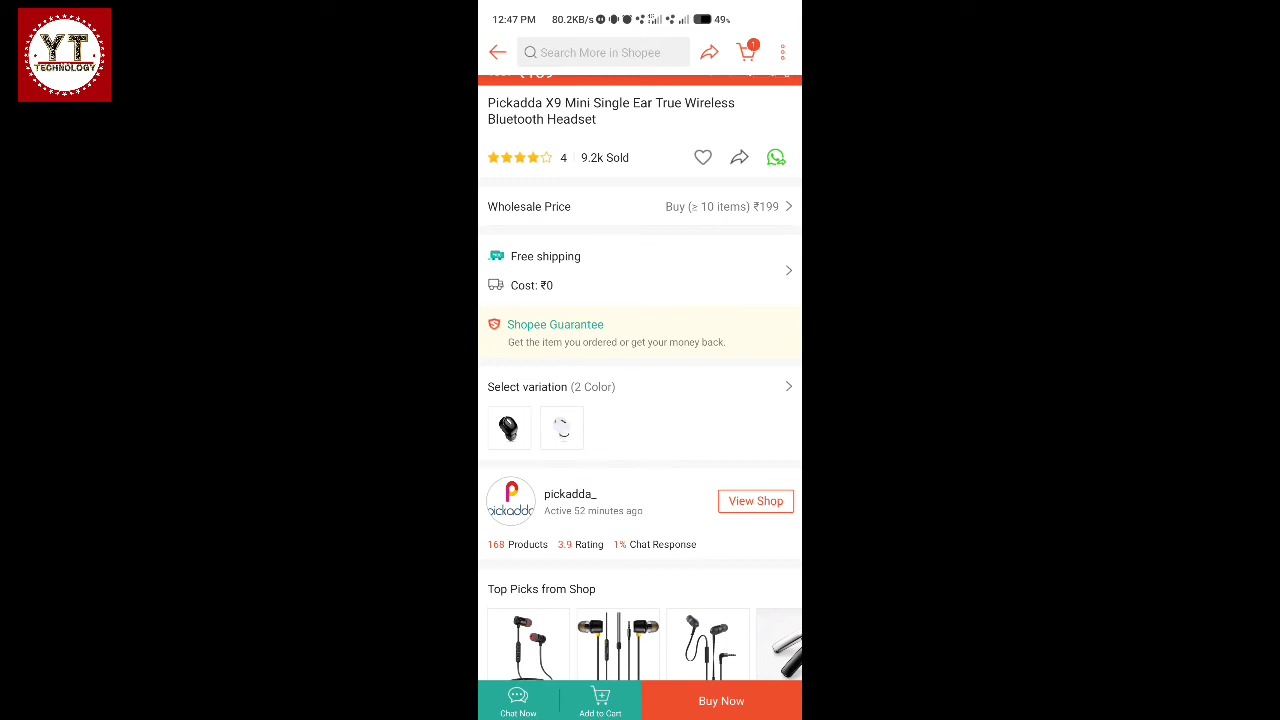 YT
TECHNOLOGY
12:47 PM 80.2KB/s 49%
Search More in Shopee
1
Pickadda X9 Mini Single Ear True Wireless
Bluetooth Headset
4 9.2k Sold
Wholesale Price Buy (≥ 10 items) ₹199
Free shipping
Cost: ₹0
Shopee Guarantee
Get the item you ordered or get your money back.
Select variation (2 Color)
pickadda
pickadda_
View Shop
Active 52 minutes ago
168 Products 3.9 Rating 1% Chat Response
Top Picks from Shop
Chat Now
Add to Cart
Buy Now